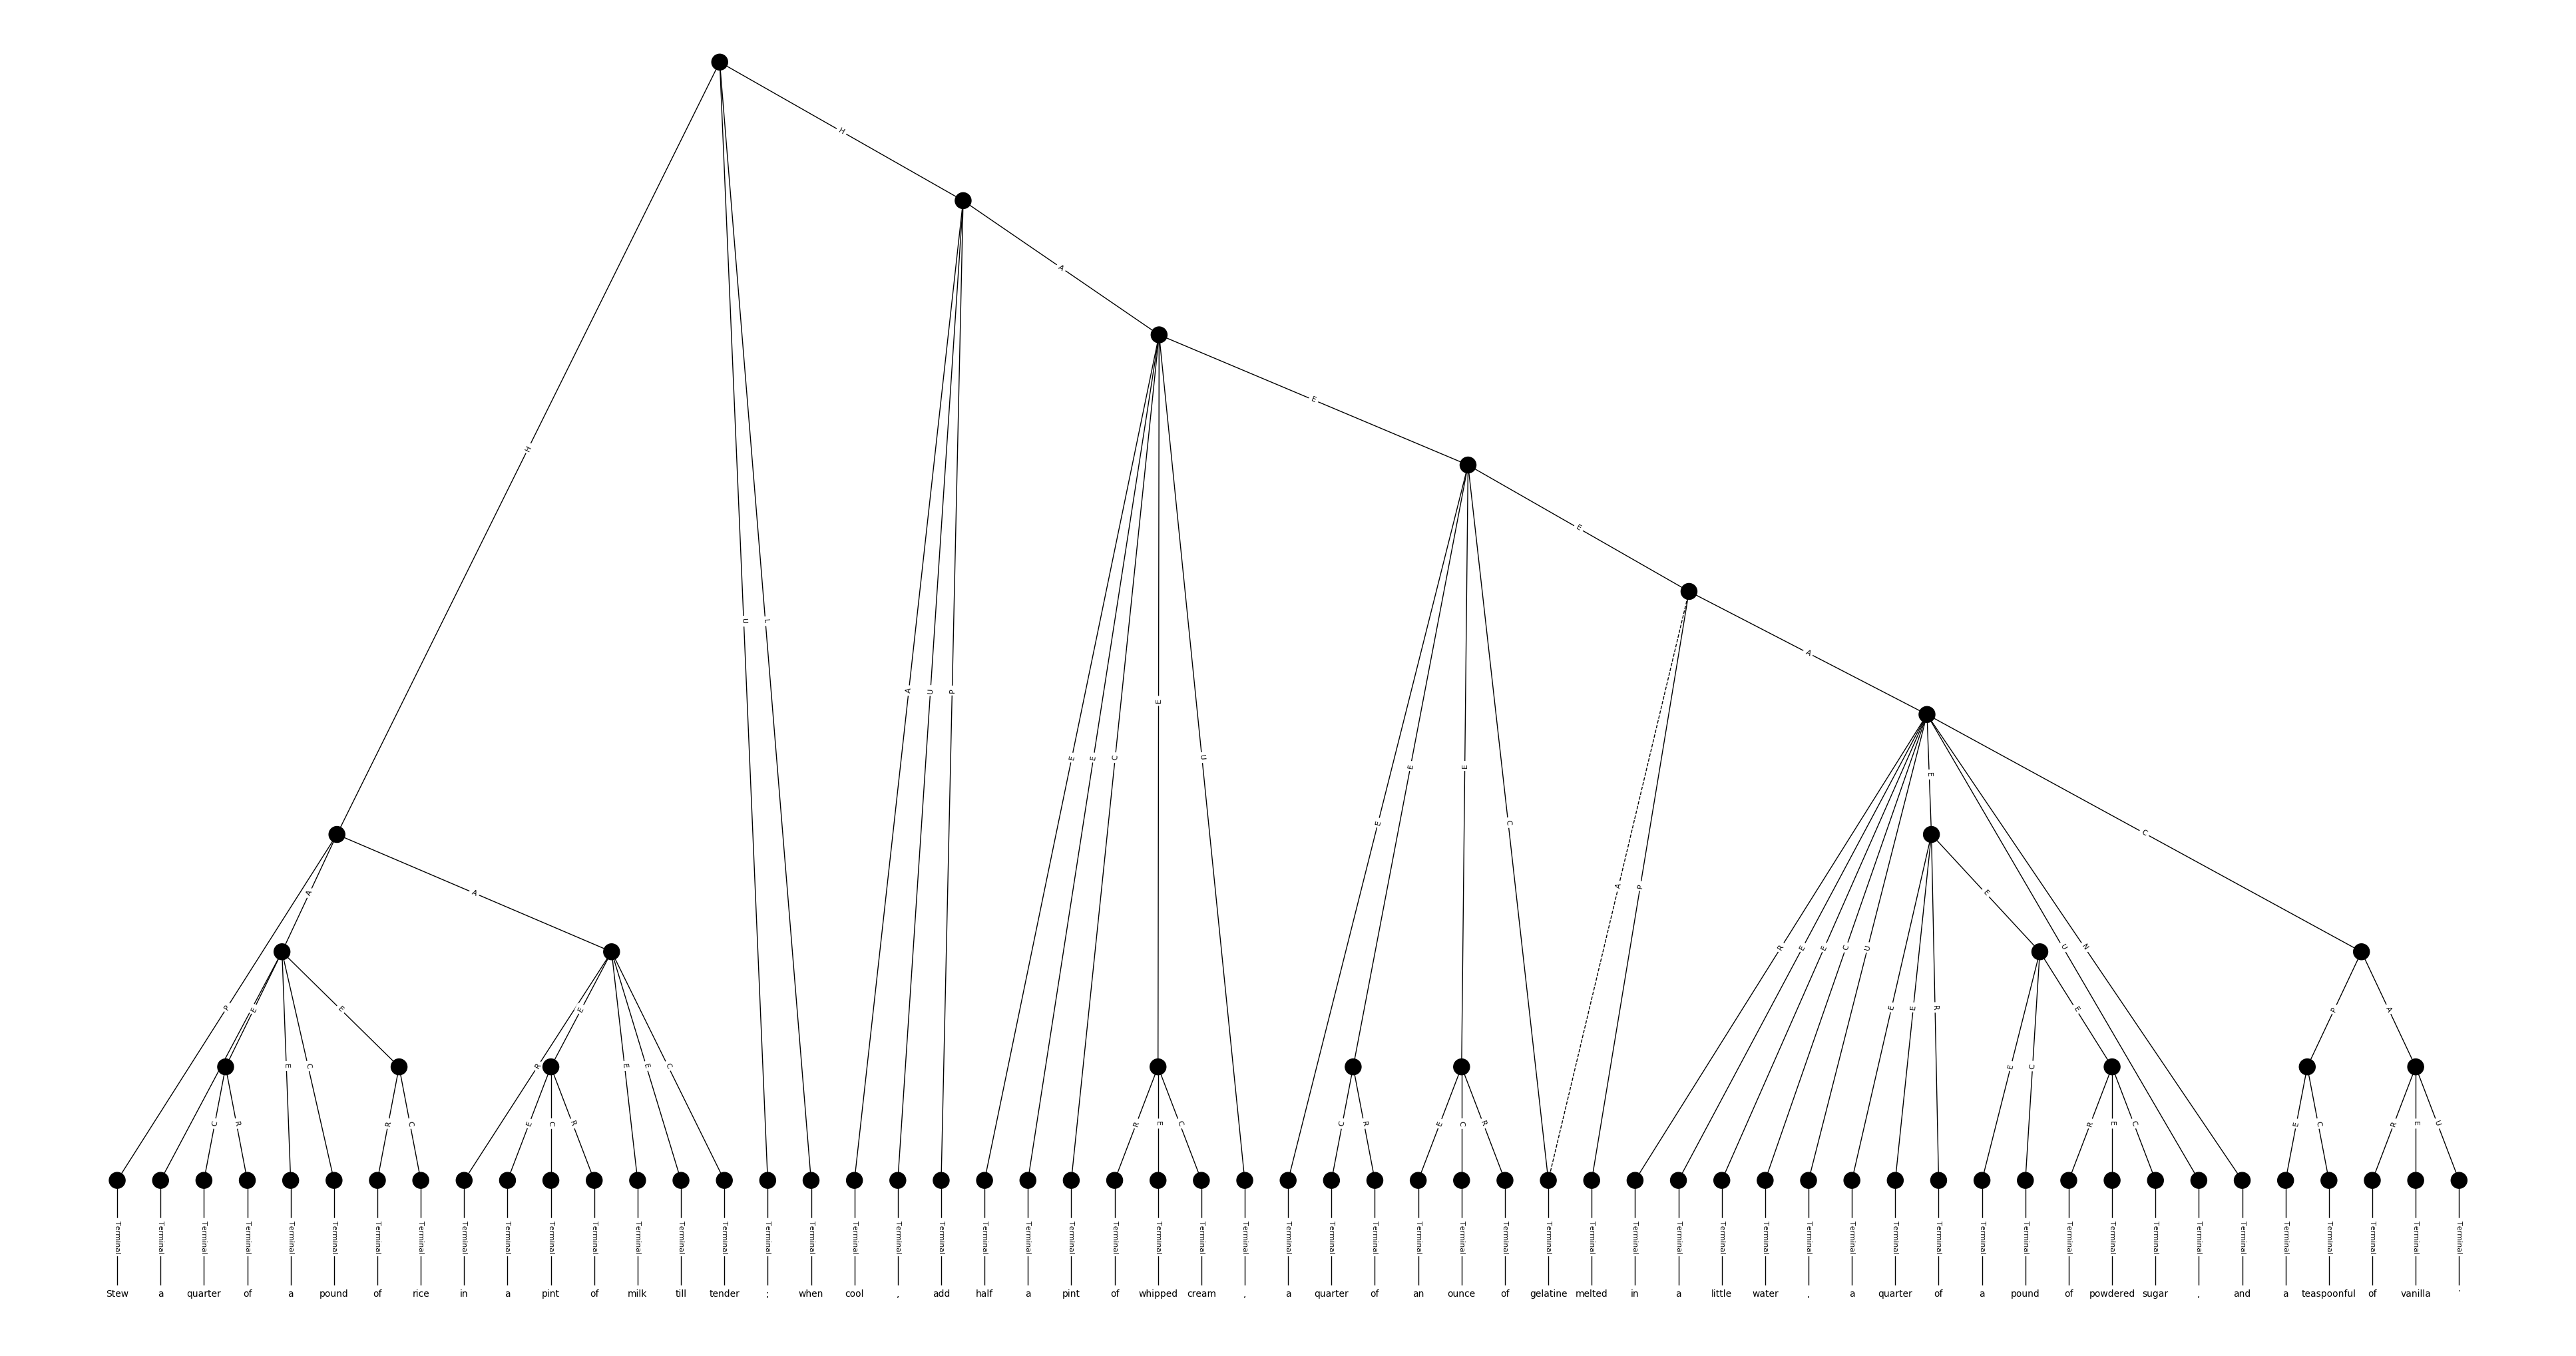 H
H
A
E
E
A
H
U
L
A
U
P
E
E
C
E
U
E
E
E
C
A
P
R
E
E
C
U
E
U
N
C
A
A
E
P
E
E
C
E
E
R
E
E
C
E
E
E
R
E
C
E
P
A
C
R
R
C
E
C
R
R
E
C
C
R
E
C
R
R
E
C
E
C
R
E
U
Terminal Terminal Terminal Terminal Terminal Terminal Terminal Terminal Terminal Terminal Terminal Terminal Terminal Terminal Terminal Terminal Terminal Terminal Terminal Terminal Terminal Terminal Terminal Terminal Terminal Terminal Terminal Terminal Terminal Terminal Terminal Terminal Terminal Terminal Terminal Terminal Terminal Terminal Terminal Terminal Terminal Terminal Terminal Terminal Terminal Terminal Terminal Terminal Terminal Terminal Terminal Terminal Terminal Terminal Terminal
Stew a quarter of a pound of rice in a pint of milk till tender ; when cool , add half a pint of whipped cream , a quarter of an ounce of gelatine melted in a little water , a quarter of a pound of powdered sugar , and a teaspoonful of vanilla .